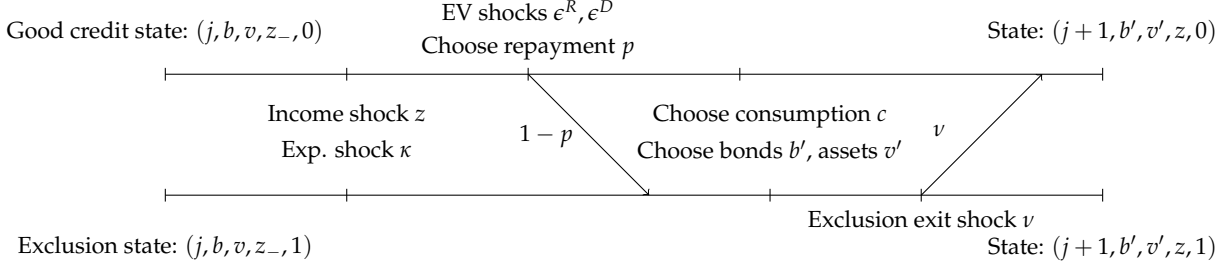 EV shocks ϵ^R, ϵ^D
Good credit state: (j, b, v, z_−, 0)
Choose repayment p
State: (j + 1, b′, v′, z, 0)
Income shock z
Exp. shock κ
1 − p
Choose consumption c
Choose bonds b′, assets v′
ν
Exclusion exit shock ν
Exclusion state: (j, b, v, z_−, 1)
State: (j + 1, b′, v′, z, 1)